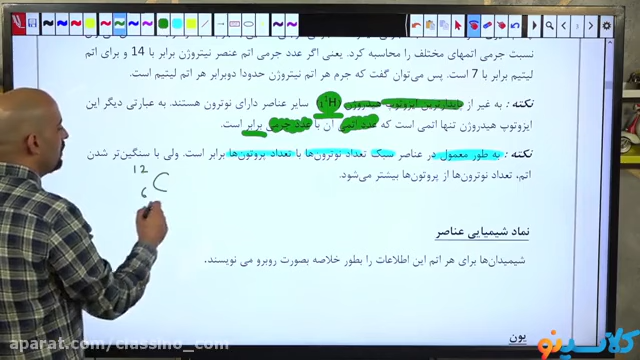 نسبت جرمی اتمهای مختلف را محاسبه کرد. یعنی اگر عدد جرمی اتم عنصر نیتروژن برابر با 14 و برای اتم
لیتیم برابر با 7 است. پس می‌توان گفت که جرم هر اتم نیتروژن حدودا دوبرابر هر اتم لیتیم است.
نکته : به غیر از پایدارترین ایزوتوپ هیدروژن (¹₁H) سایر عناصر دارای نوترون هستند. به عبارتی دیگر این
ایزوتوپ هیدروژن تنها اتمی است که عدد اتمی آن با عدد جرمی برابر است.
نکته : به طور معمول در عناصر سبک تعداد نوترون‌ها با تعداد پروتون‌ها برابر است. ولی با سنگین‌تر شدن
اتم، تعداد نوترون‌ها از پروتون‌ها بیشتر می‌شود.
12
6 C
نماد شیمیایی عناصر
شیمیدان‌ها برای هر اتم این اطلاعات را بطور خلاصه بصورت روبرو می نویسند.
یون
کلاسینو
aparat.com/classino_com